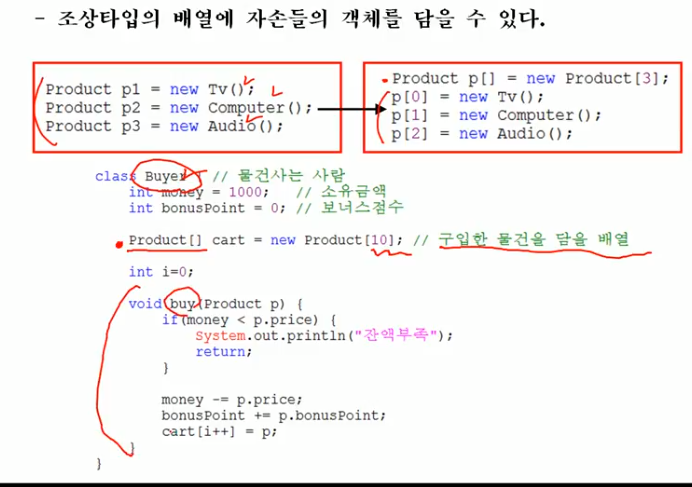 - 조상타입의 배열에 자손들의 객체를 담을 수 있다.
Product p1 = new Tv();
Product p2 = new Computer();
Product p3 = new Audio();
Product p[] = new Product[3];
p[0] = new Tv();
p[1] = new Computer();
p[2] = new Audio();
class Buyer { // 물건사는 사람
int money = 1000; // 소유금액
int bonusPoint = 0; // 보너스점수
Product[] cart = new Product[10]; // 구입한 물건을 담을 배열
int i=0;
void buy(Product p) {
if(money < p.price) {
System.out.println("잔액부족");
return;
}
money -= p.price;
bonusPoint += p.bonusPoint;
cart[i++] = p;
}
}